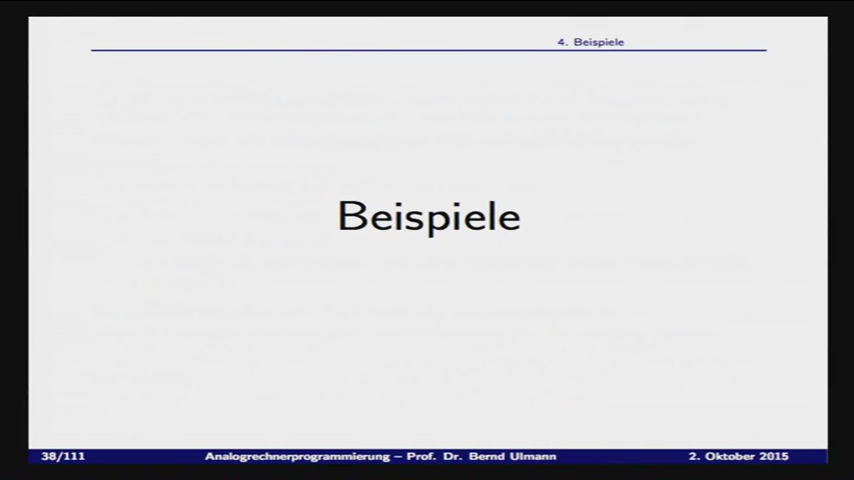 4. Beispiele
Beispiele
38/111 Analogrechnerprogrammierung – Prof. Dr. Bernd Ulmann 2. Oktober 2015